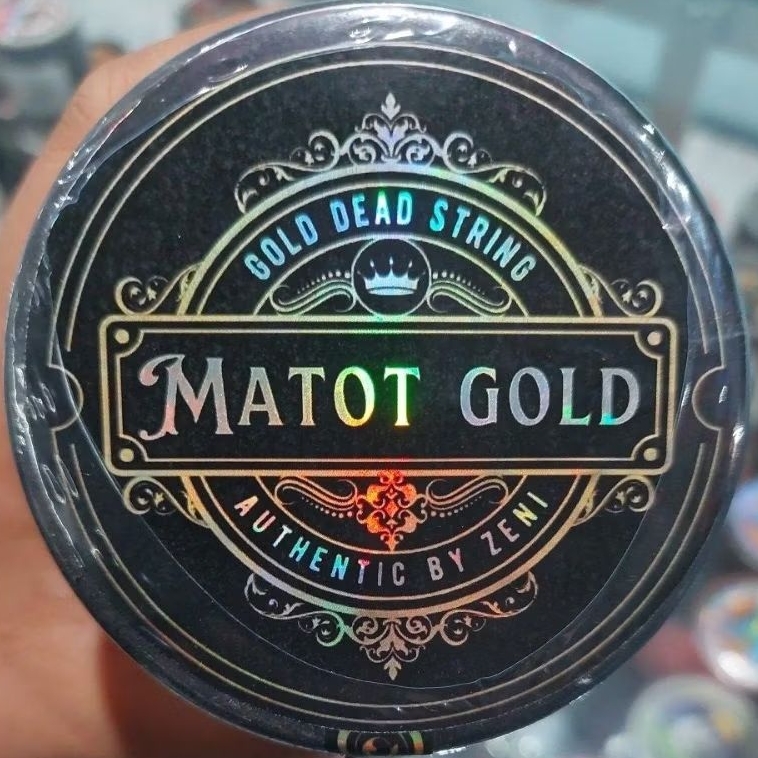 GOLD DEAD STRING
MATOT GOLD
AUTHENTIC BY ZENI